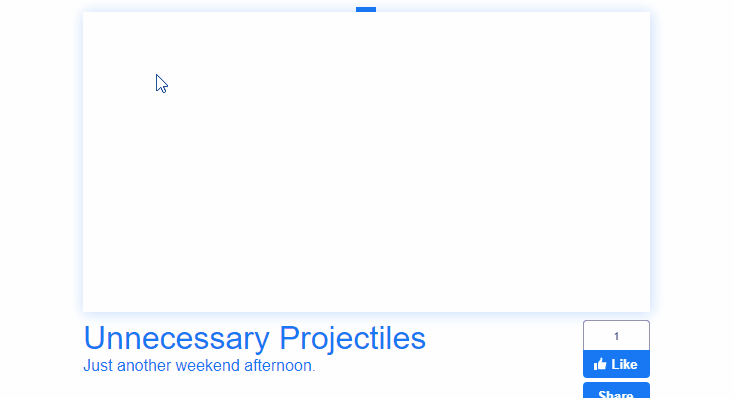 Unnecessary Projectiles
Just another weekend afternoon.
1
Like
Share